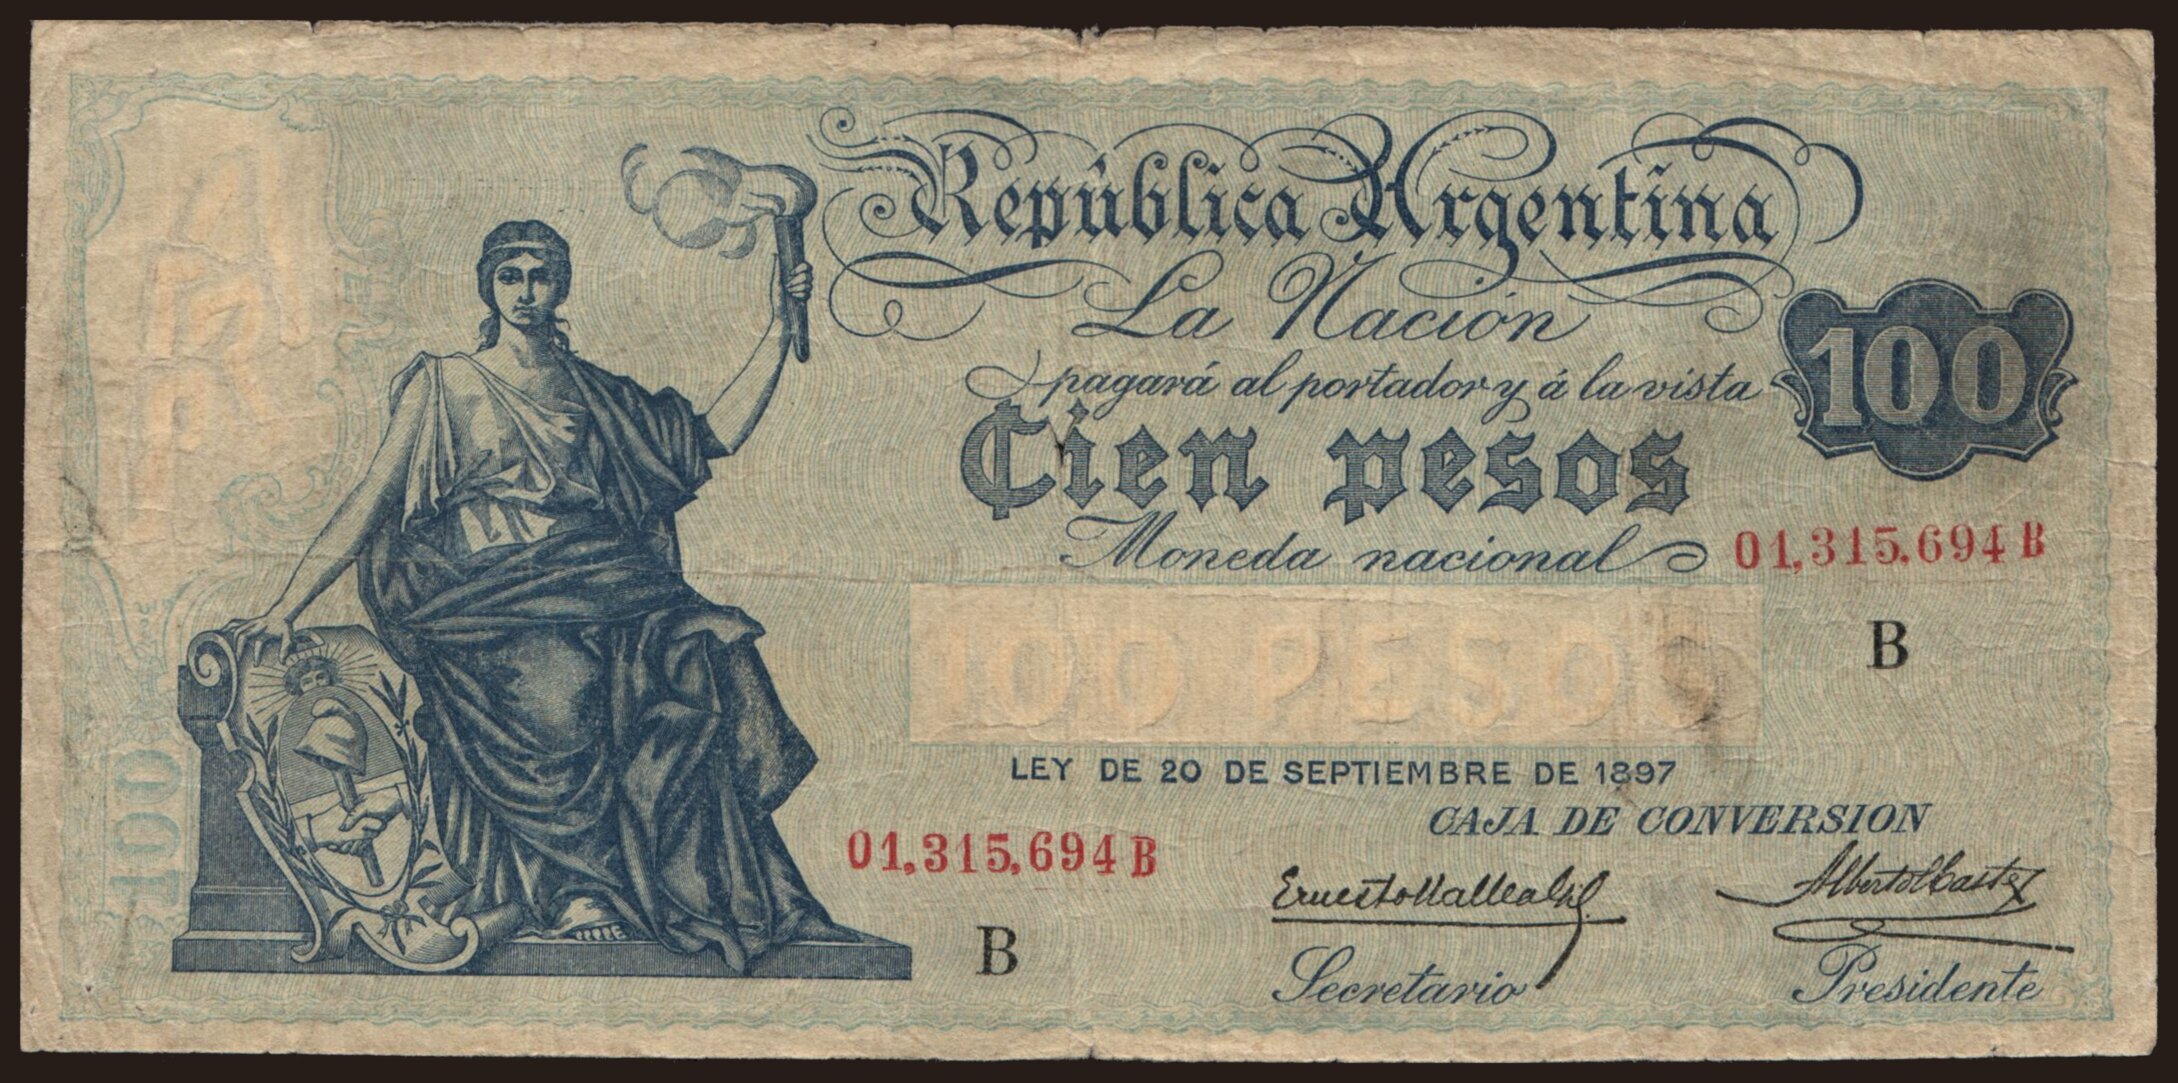 República Argentina
La Nación
pagará al portador y á la vista
100
Cien pesos
Moneda nacional
01,315,694 B
B
100 PESOS
LEY DE 20 DE SEPTIEMBRE DE 1897
CAJA DE CONVERSION
01,315,694 B
B
Secretario
Presidente
100